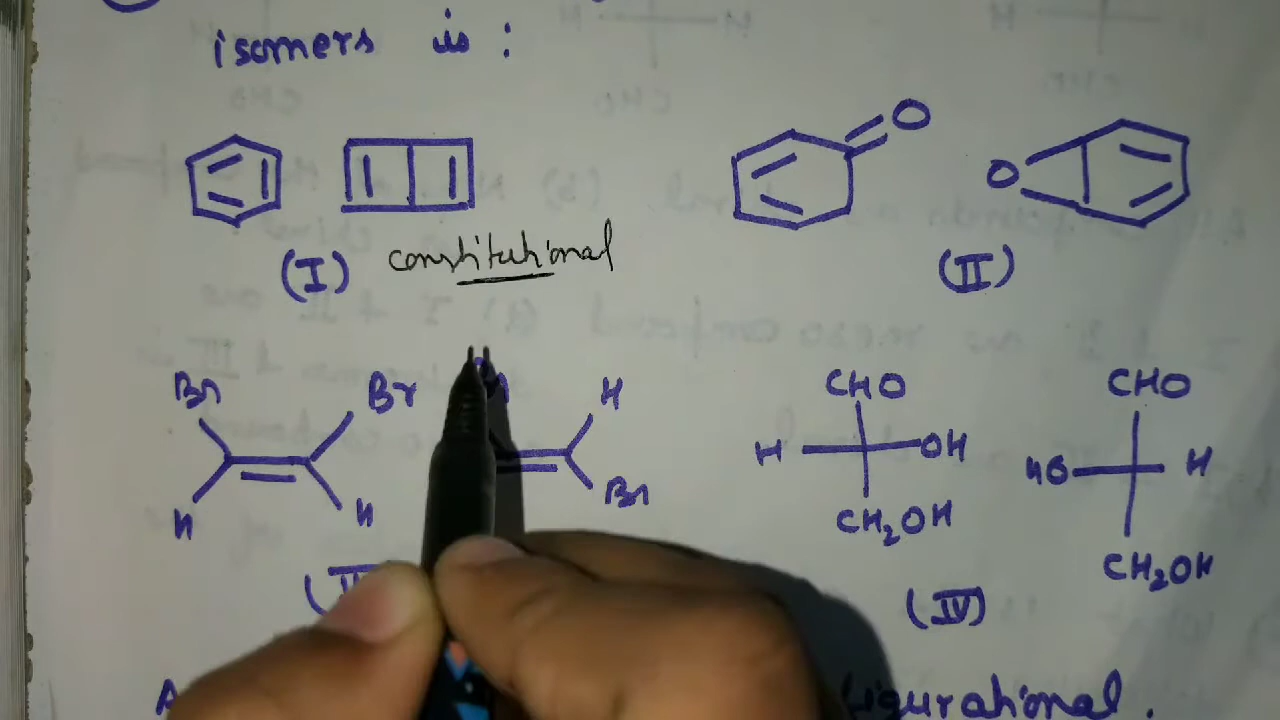 isomers is :
O
O
(I) constitutional
(II)
Br Br H
CHO CHO
H OH HO H
H H Br
CH₂OH CH₂OH
(IV)